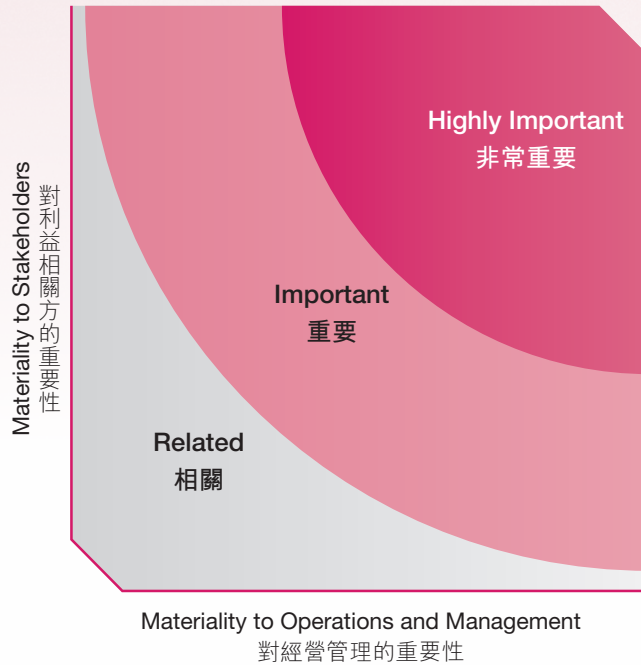 Highly Important
非常重要
Important
重要
Related
相關
Materiality to Stakeholders
對利益相關方的重要性
Materiality to Operations and Management
對經營管理的重要性